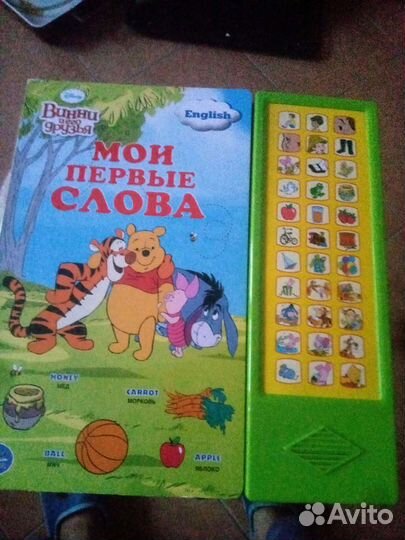 Disney
Винни
и его
друзья
English
МОИ
ПЕРВЫЕ
СЛОВА
HONEY
МЁД
CARROT
МОРКОВЬ
BALL
МЯЧ
APPLE
ЯБЛОКО
Avito